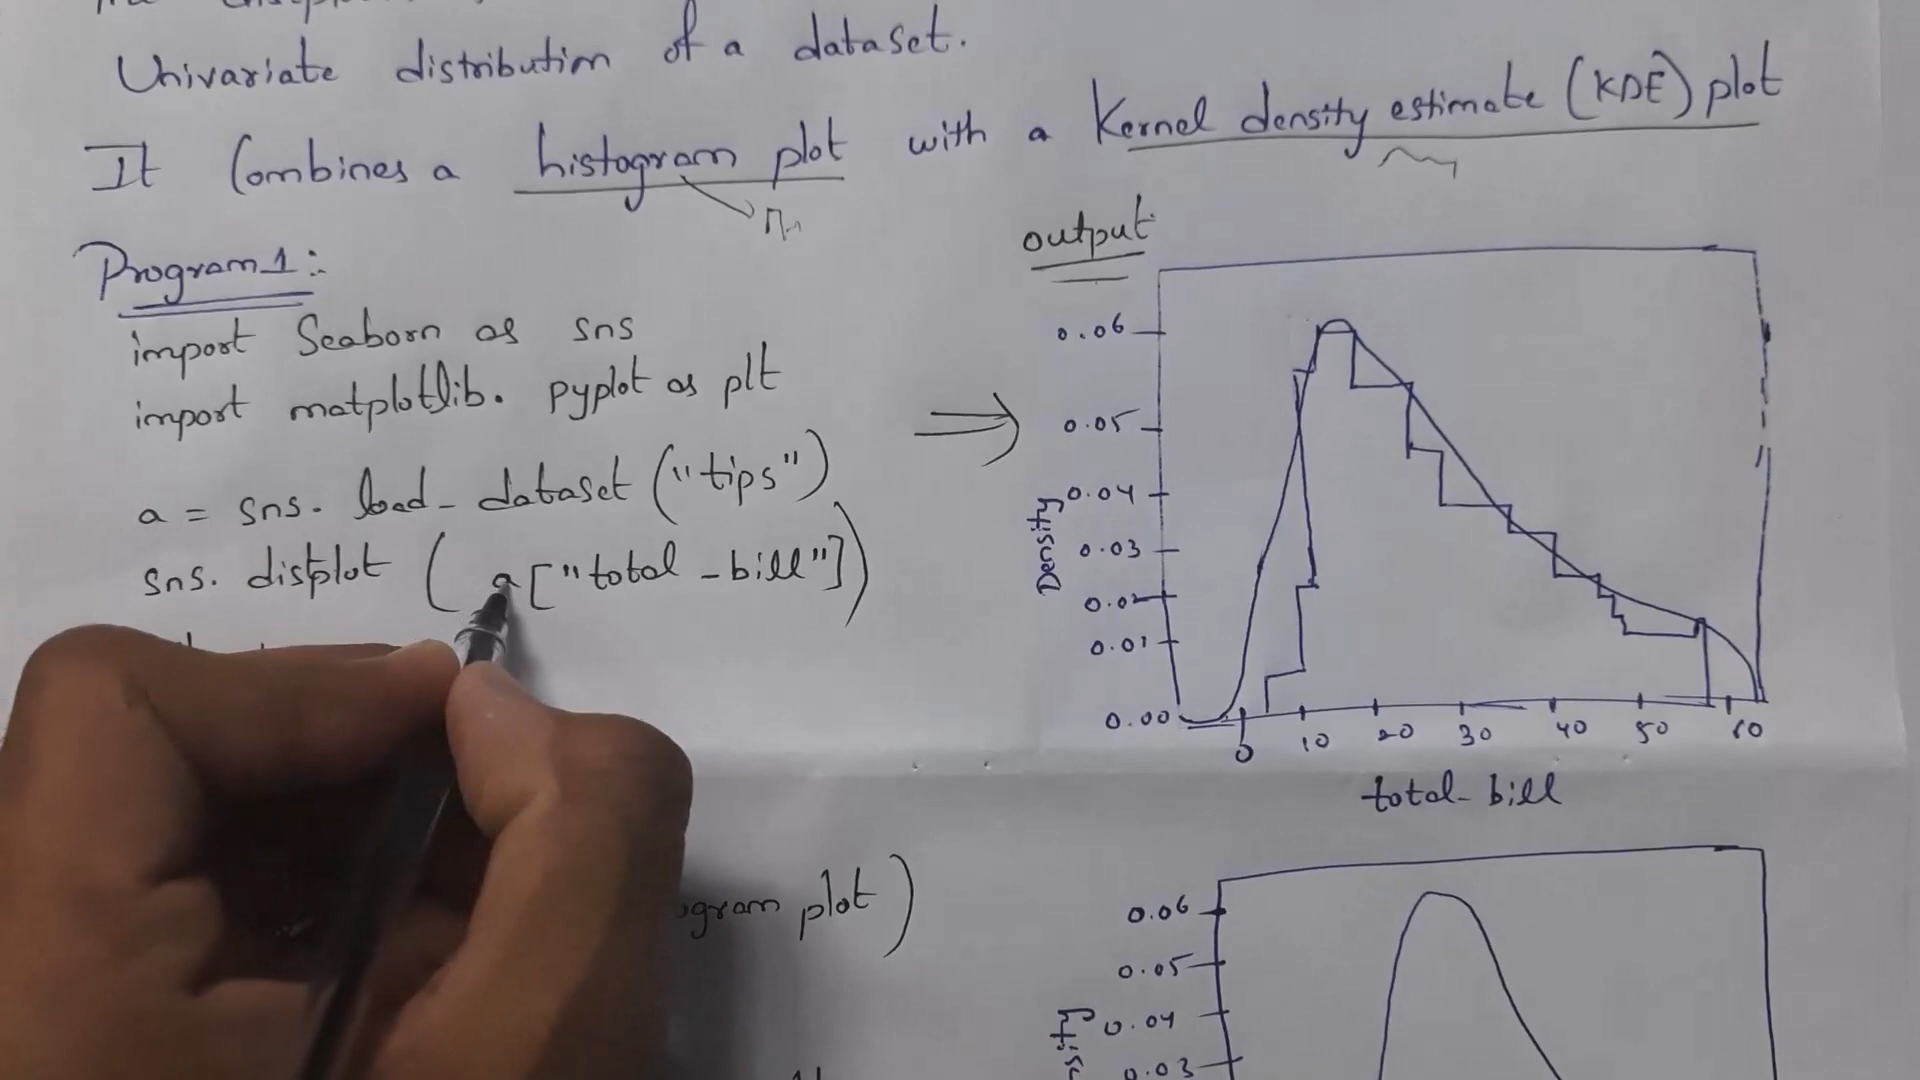 Univariate distribution of a dataset.
It Combines a histogram plot with a Kernel density estimate (KDE) plot
Program 1:
import Seaborn as sns
import matplotlib. pyplot as plt
a = sns. load_dataset ("tips")
sns. displot ( a["total_bill"])
plot)
output
0.06
0.05
0.04
0.03
0.02
0.01
0.00
Density
0 10 20 30 40 50 60
total_bill
0.06
0.05
0.04
0.03